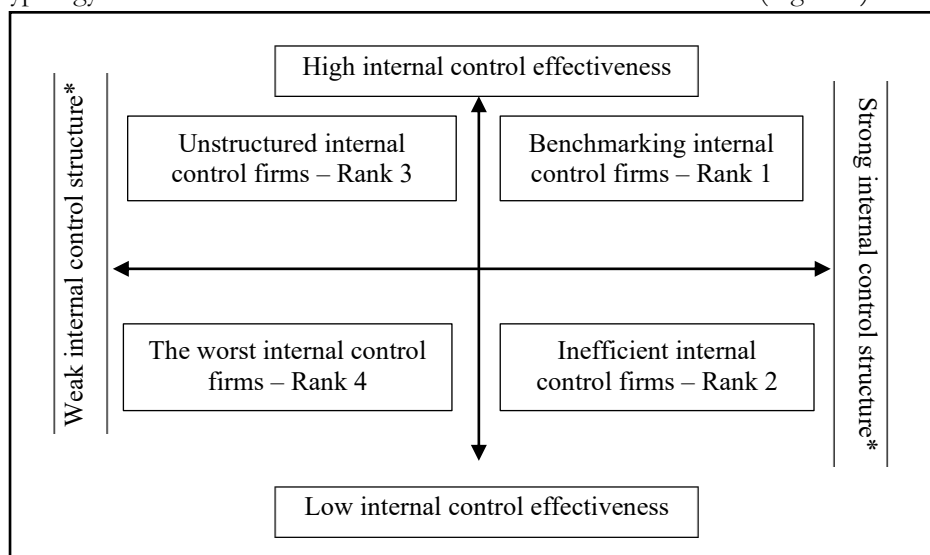 High internal control effectiveness
Weak internal control structure*
Strong internal control structure*
Unstructured internal
control firms – Rank 3
Benchmarking internal
control firms – Rank 1
The worst internal control
firms – Rank 4
Inefficient internal
control firms – Rank 2
Low internal control effectiveness